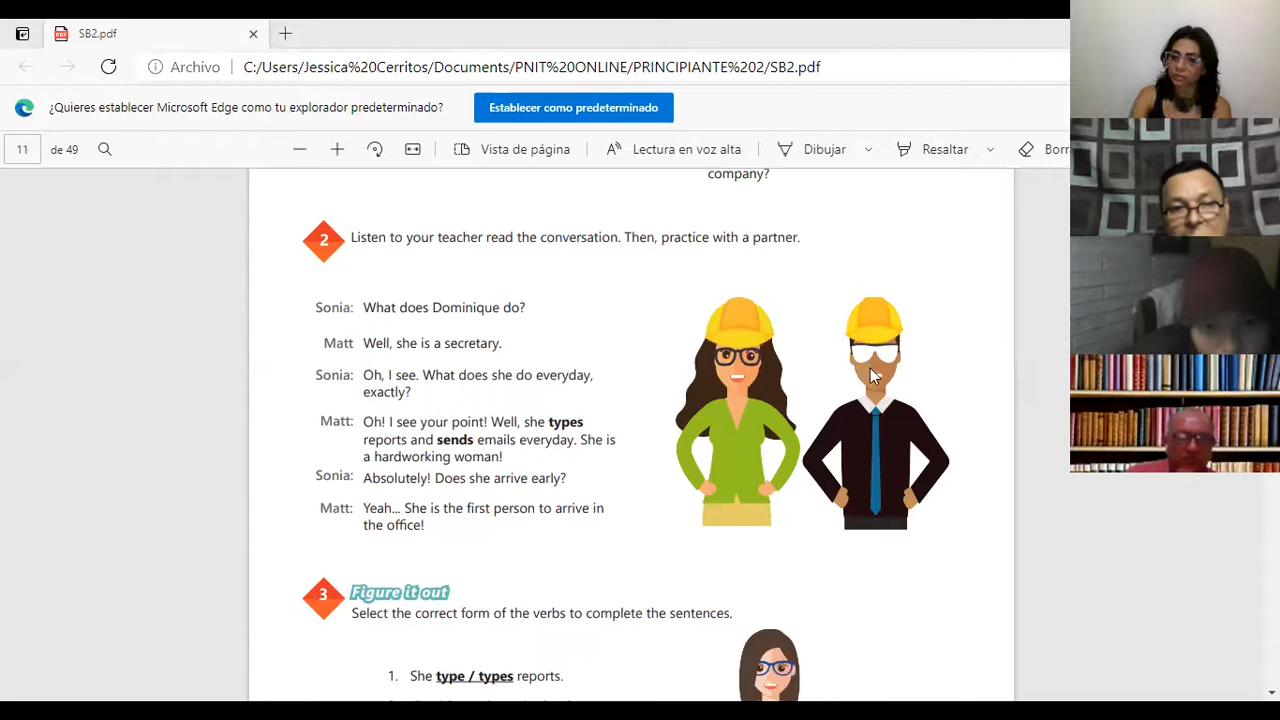 SB2.pdf
Archivo C:/Users/Jessica%20Cerritos/Documents/PNIT%20ONLINE/PRINCIPIANTE%202/SB2.pdf
¿Quieres establecer Microsoft Edge como tu explorador predeterminado? Establecer como predeterminado
11 de 49 Vista de página Lectura en voz alta Dibujar Resaltar Borr
company?
2 Listen to your teacher read the conversation. Then, practice with a partner.
Sonia: What does Dominique do?
Matt Well, she is a secretary.
Sonia: Oh, I see. What does she do everyday,
exactly?
Matt: Oh! I see your point! Well, she types
reports and sends emails everyday. She is
a hardworking woman!
Sonia: Absolutely! Does she arrive early?
Matt: Yeah... She is the first person to arrive in
the office!
3 Figure it out
Select the correct form of the verbs to complete the sentences.
1. She type / types reports.